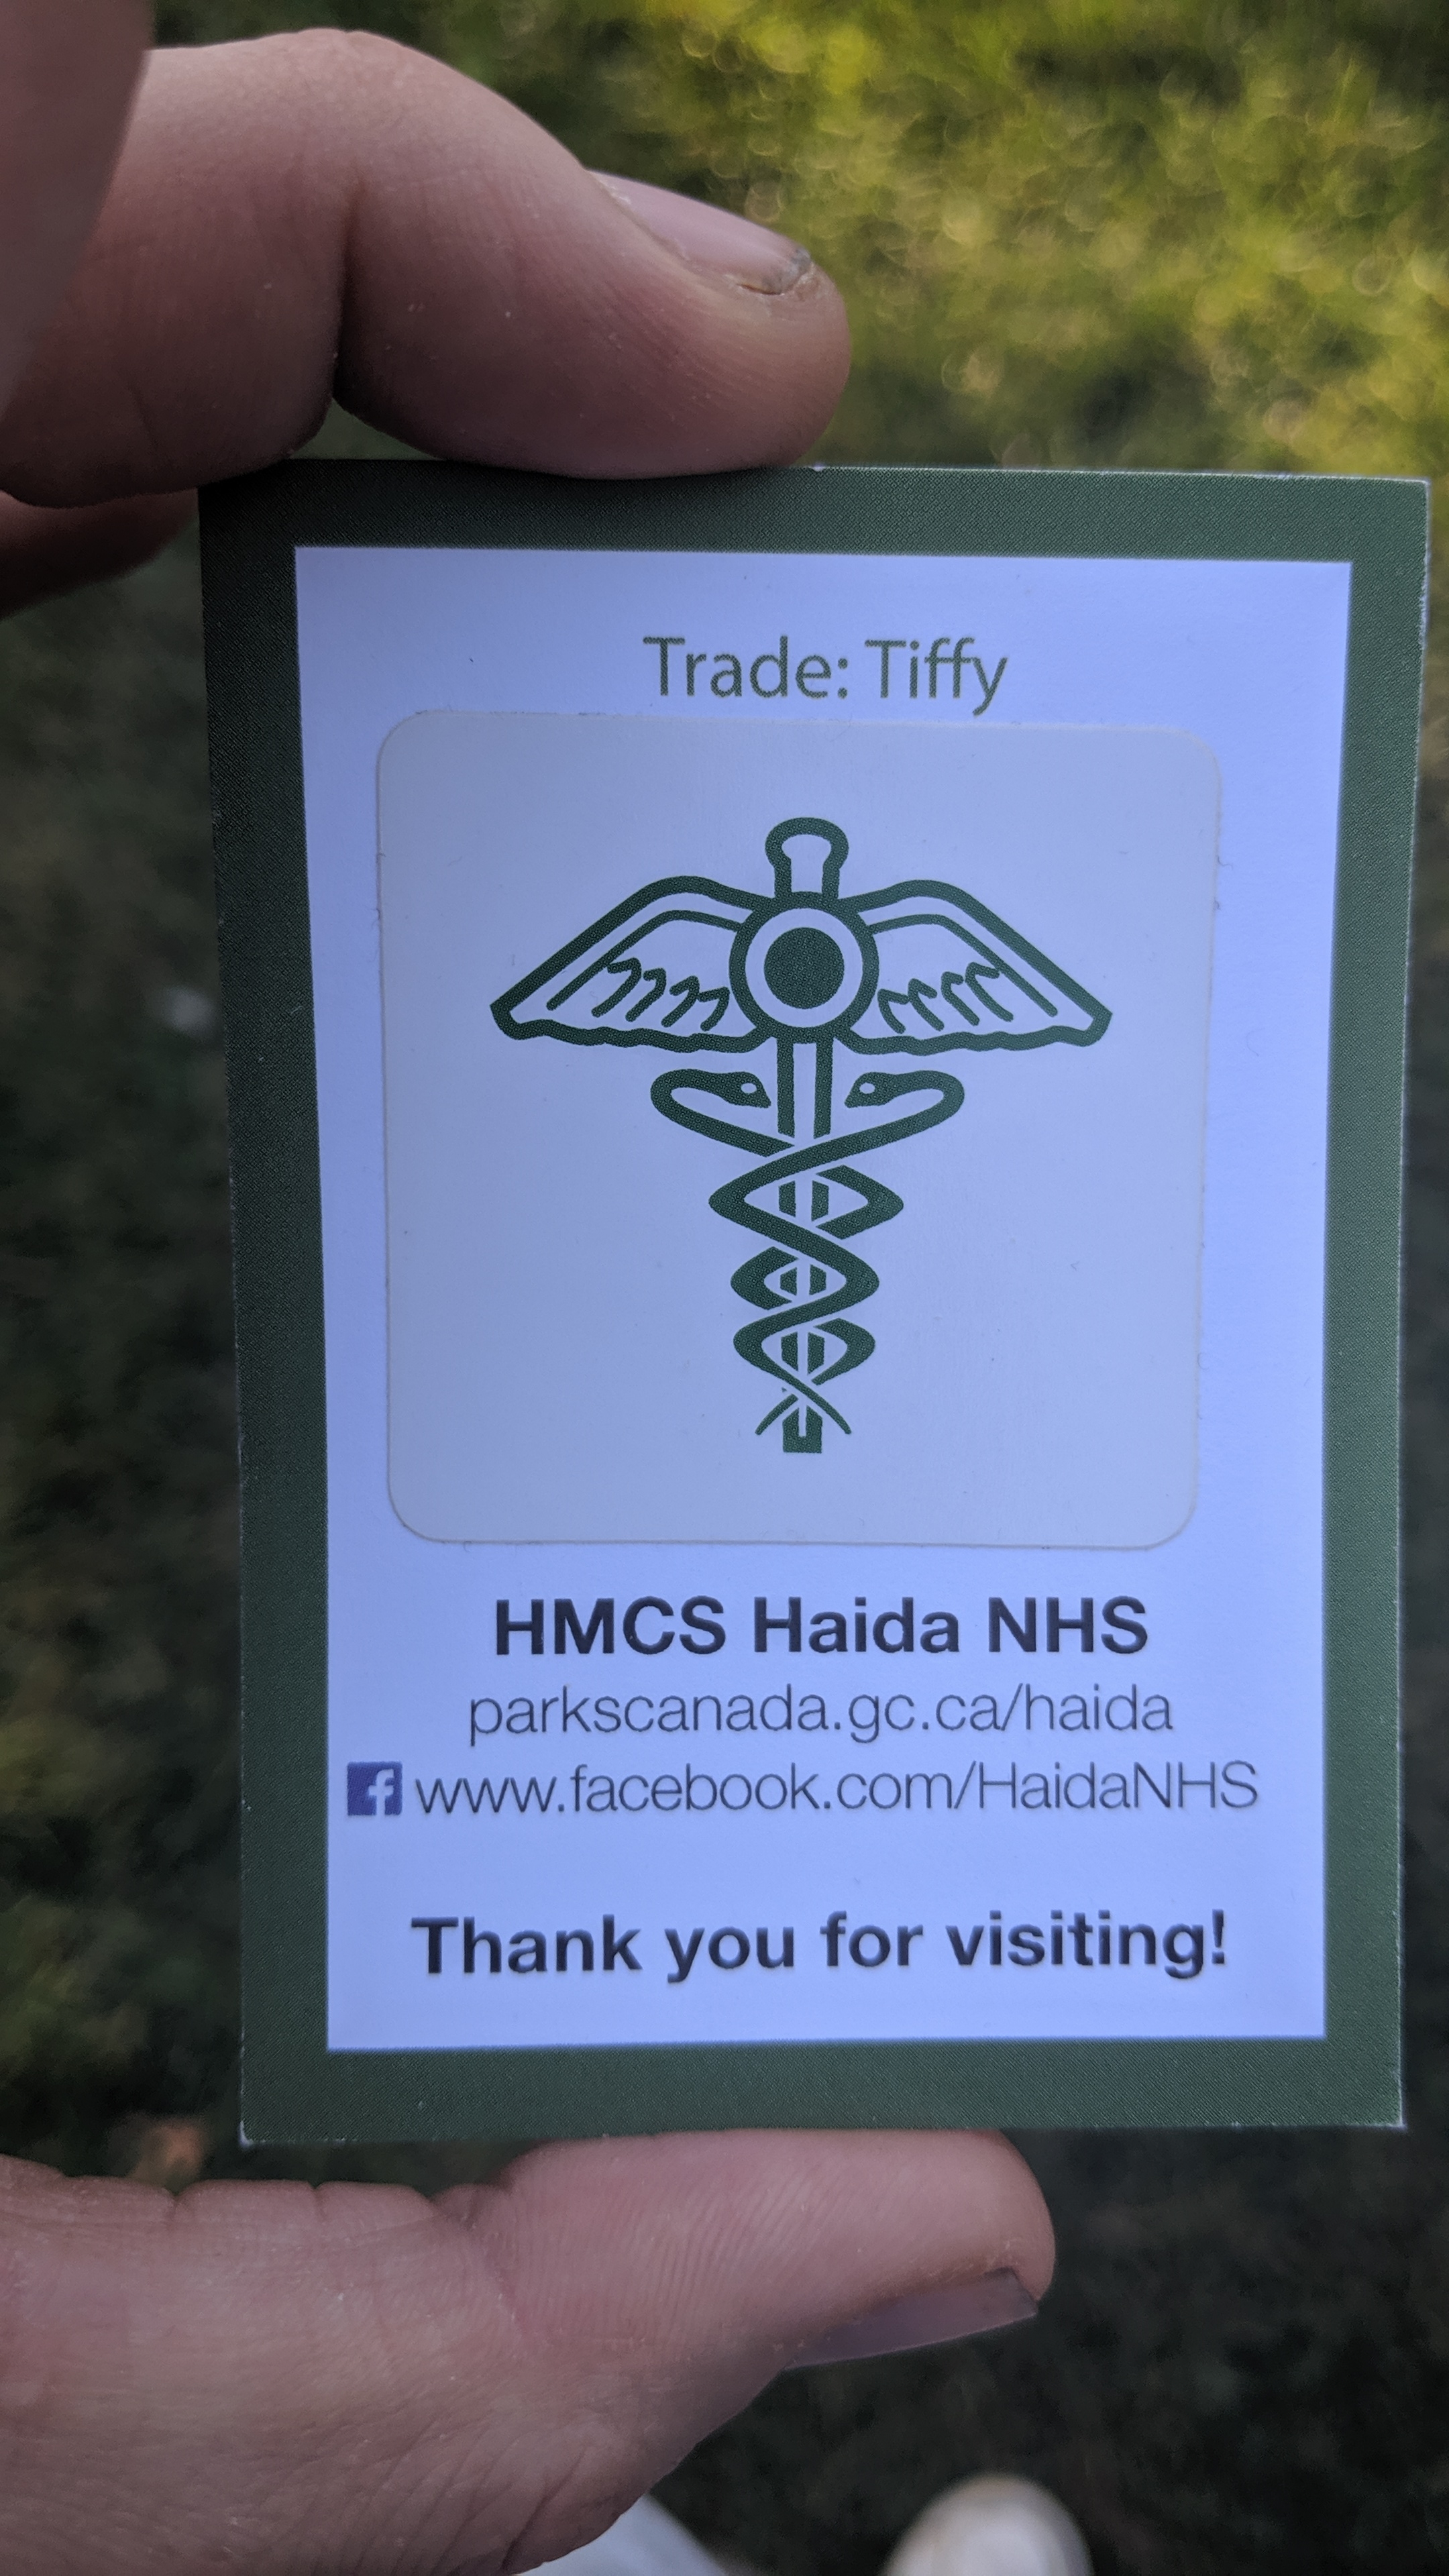 Trade: Tiffy
HMCS Haida NHS
parkscanada.gc.ca/haida
www.facebook.com/HaidaNHS
Thank you for visiting!